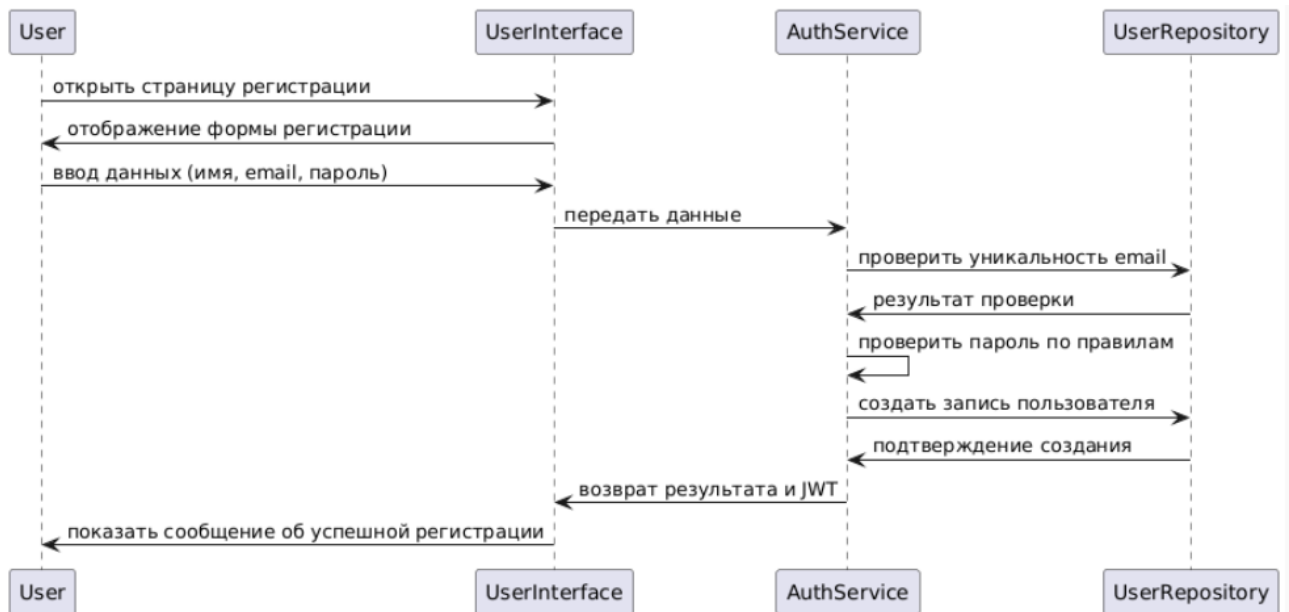 User
UserInterface
AuthService
UserRepository
открыть страницу регистрации
отображение формы регистрации
ввод данных (имя, email, пароль)
передать данные
проверить уникальность email
результат проверки
проверить пароль по правилам
создать запись пользователя
подтверждение создания
возврат результата и JWT
показать сообщение об успешной регистрации
User
UserInterface
AuthService
UserRepository